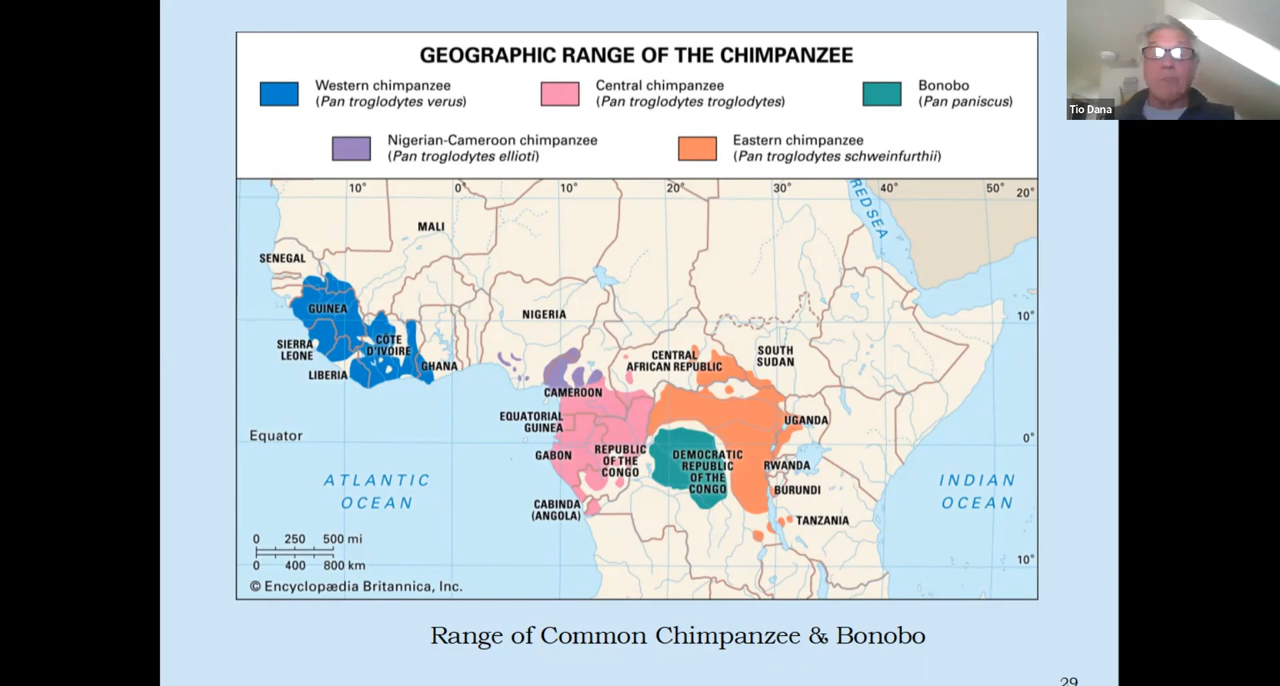 GEOGRAPHIC RANGE OF THE CHIMPANZEE
Western chimpanzee
(Pan troglodytes verus)
Central chimpanzee
(Pan troglodytes troglodytes)
Bonobo
(Pan paniscus)
Nigerian-Cameroon chimpanzee
(Pan troglodytes ellioti)
Eastern chimpanzee
(Pan troglodytes schweinfurthii)
Tio Dana
10° 0° 10° 20° 30° 40° 50° 20°
RED SEA
MALI
SENEGAL
GUINEA
NIGERIA
10°
SIERRA
LEONE
CÔTE
D'IVOIRE
LIBERIA
GHANA
CENTRAL
AFRICAN REPUBLIC
SOUTH
SUDAN
CAMEROON
EQUATORIAL
GUINEA
UGANDA
Equator
0°
GABON
REPUBLIC
OF THE
CONGO
DEMOCRATIC
REPUBLIC
OF THE
CONGO
RWANDA
BURUNDI
ATLANTIC
OCEAN
INDIAN
OCEAN
CABINDA
(ANGOLA)
TANZANIA
0 250 500 mi
0 400 800 km
10°
© Encyclopædia Britannica, Inc.
Range of Common Chimpanzee & Bonobo
29